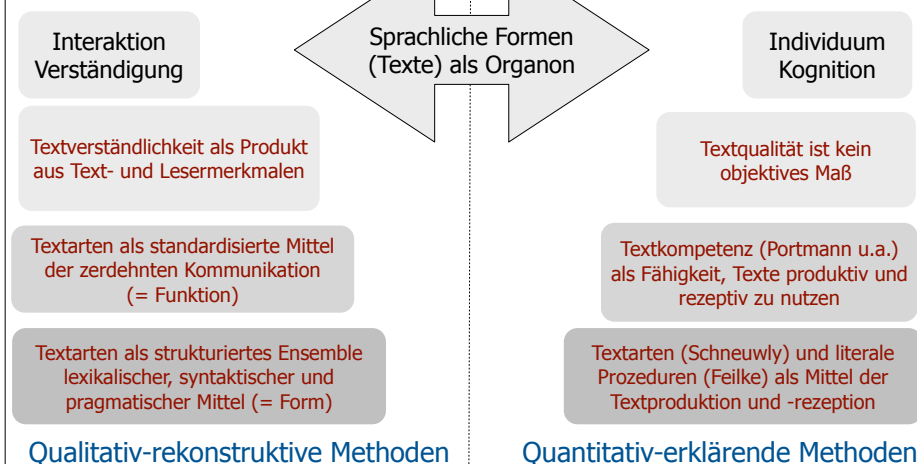 Interaktion
Verständigung
Sprachliche Formen
(Texte) als Organon
Individuum
Kognition
Textverständlichkeit als Produkt
aus Text- und Lesermerkmalen
Textqualität ist kein
objektives Maß
Textarten als standardisierte Mittel
der zerdehnten Kommunikation
(= Funktion)
Textkompetenz (Portmann u.a.)
als Fähigkeit, Texte produktiv und
rezeptiv zu nutzen
Textarten als strukturiertes Ensemble
lexikalischer, syntaktischer und
pragmatischer Mittel (= Form)
Textarten (Schneuwly) und literale
Prozeduren (Feilke) als Mittel der
Textproduktion und -rezeption
Qualitativ-rekonstruktive Methoden
Quantitativ-erklärende Methoden